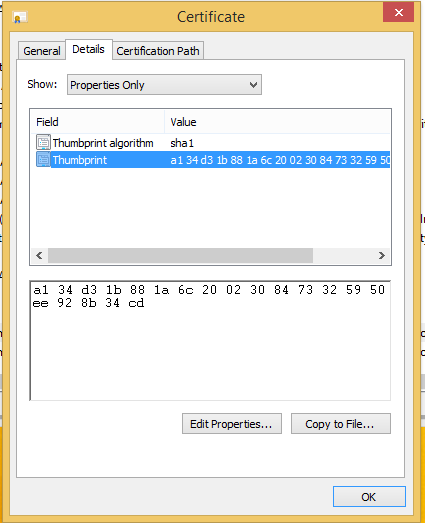 Certificate
General Details Certification Path
Show: Properties Only
Field Value
Thumbprint algorithm sha1
Thumbprint a1 34 d3 1b 88 1a 6c 20 02 30 84 73 32 59 50
a1 34 d3 1b 88 1a 6c 20 02 30 84 73 32 59 50
ee 92 8b 34 cd
Edit Properties... Copy to File...
OK